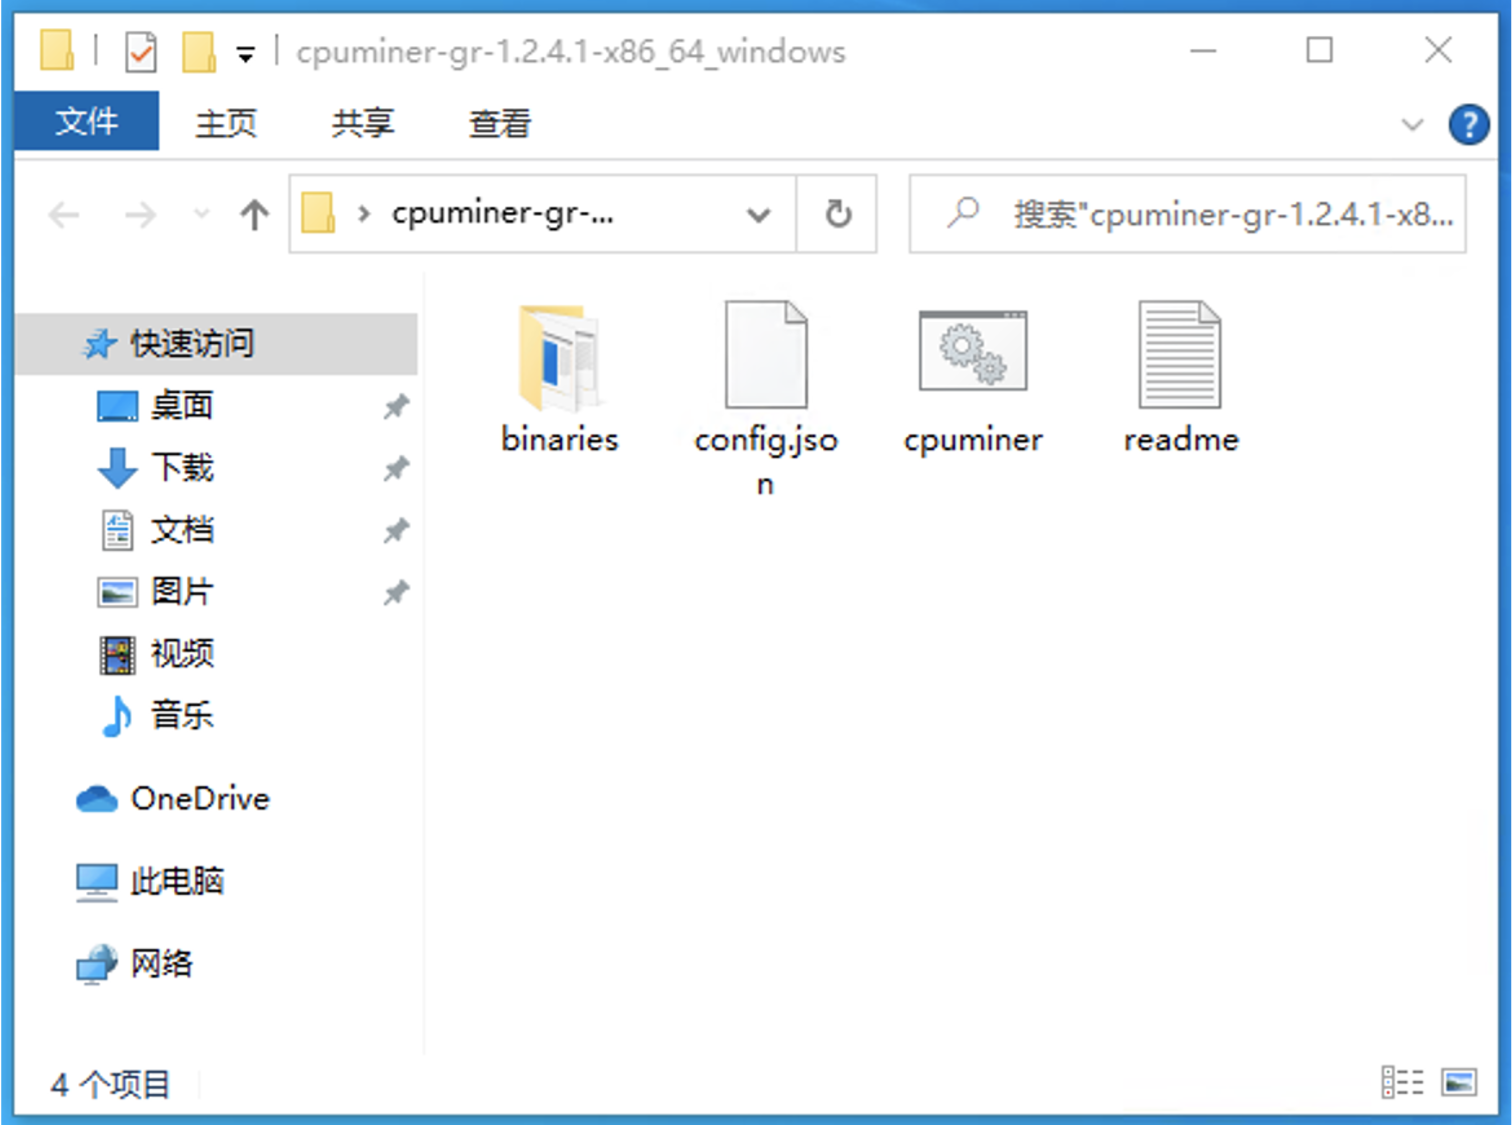 cpuminer-gr-1.2.4.1-x86_64_windows
文件 主页 共享 查看
cpuminer-gr-...
搜索"cpuminer-gr-1.2.4.1-x8...
快速访问
桌面
下载
文档
图片
视频
音乐
OneDrive
此电脑
网络
binaries
config.jso
n
cpuminer
readme
4 个项目